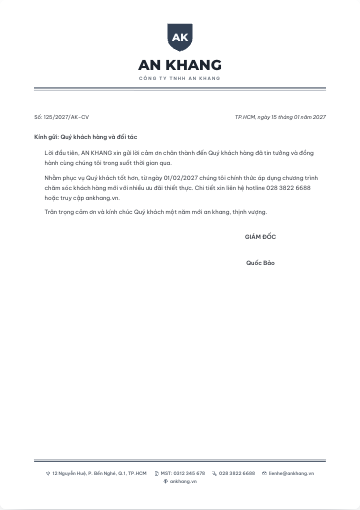 AK
AN KHANG
CÔNG TY TNHH AN KHANG
Số: 125/2027/AK-CV
TP.HCM, ngày 15 tháng 01 năm 2027
Kính gửi: Quý khách hàng và đối tác
Lời đầu tiên, AN KHANG xin gửi lời cảm ơn chân thành đến Quý khách hàng đã tin tưởng và đồng
hành cùng chúng tôi trong suốt thời gian qua.
Nhằm phục vụ Quý khách tốt hơn, từ ngày 01/02/2027 chúng tôi chính thức áp dụng chương trình
chăm sóc khách hàng mới với nhiều ưu đãi thiết thực. Chi tiết xin liên hệ hotline 028 3822 6688
hoặc truy cập ankhang.vn.
Trân trọng cảm ơn và kính chúc Quý khách một năm mới an khang, thịnh vượng.
GIÁM ĐỐC
Quốc Bảo
12 Nguyễn Huệ, P. Bến Nghé, Q.1, TP.HCM MST: 0312 345 678 028 3822 6688 lienhe@ankhang.vn
ankhang.vn